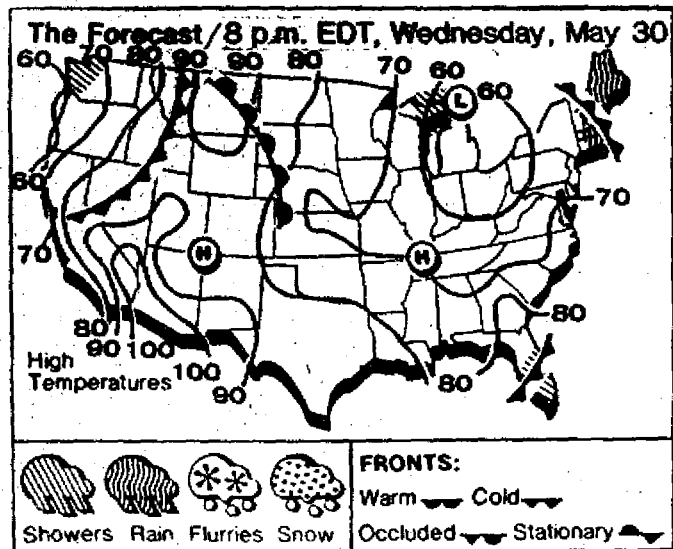 The Forecast/8 p.m. EDT, Wednesday, May 30
60 70 80 90 90 80 70 60
L 60
60
70
70
H H
80
80 80
90 100 100
90
High
Temperatures
Showers Rain Flurries Snow
FRONTS:
Warm Cold
Occluded Stationary